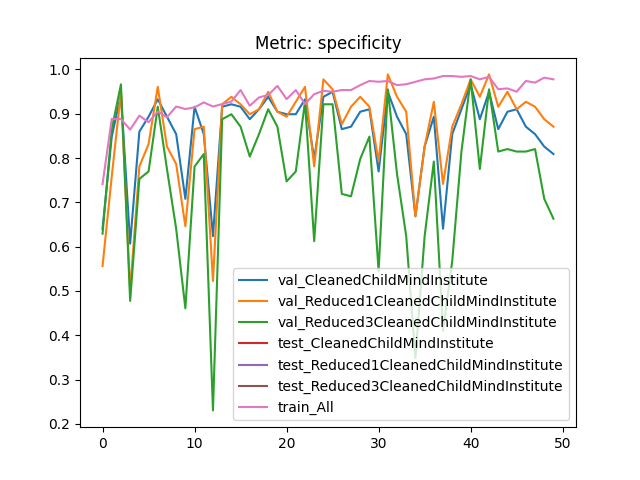 Metric: specificity
1.0
0.9
0.8
0.7
0.6
0.5
0.4
0.3
0.2
0 10 20 30 40 50
val_CleanedChildMindInstitute
val_Reduced1CleanedChildMindInstitute
val_Reduced3CleanedChildMindInstitute
test_CleanedChildMindInstitute
test_Reduced1CleanedChildMindInstitute
test_Reduced3CleanedChildMindInstitute
train_All